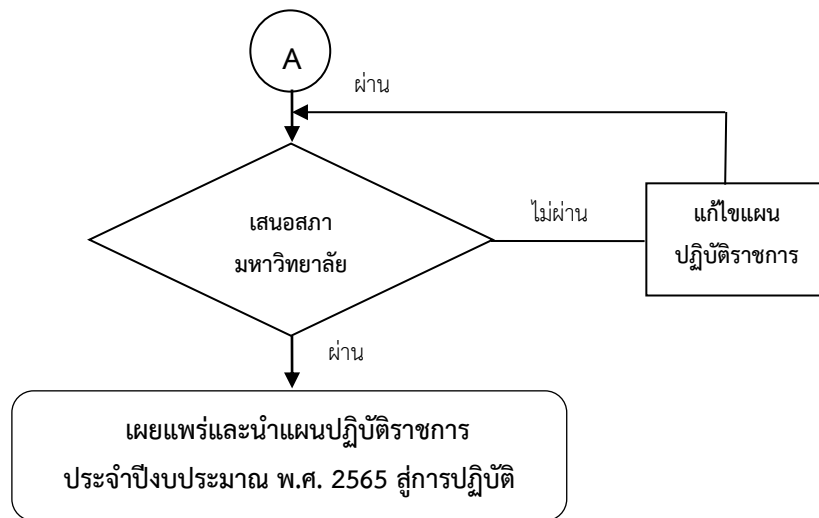 A
ผ่าน
เสนอสภา
มหาวิทยาลัย
ไม่ผ่าน
แก้ไขแผน
ปฏิบัติราชการ
ผ่าน
เผยแพร่และนำแผนปฏิบัติราชการ
ประจำปีงบประมาณ พ.ศ. 2565 สู่การปฏิบัติ